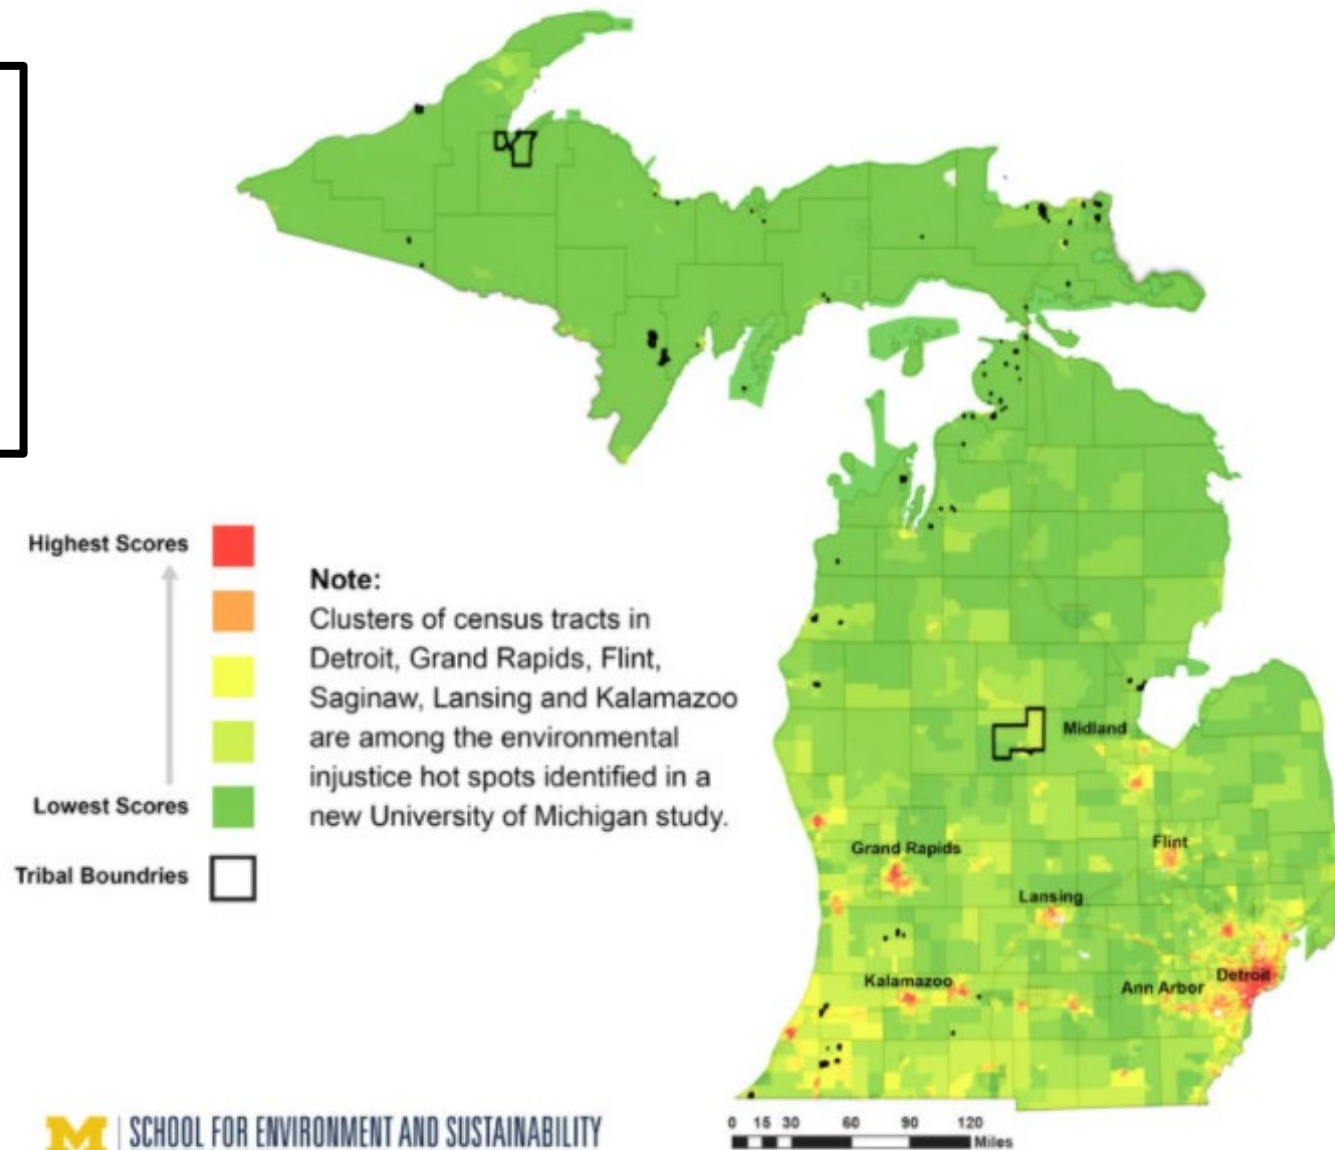 Highest Scores
Lowest Scores
Tribal Boundries
Note:
Clusters of census tracts in
Detroit, Grand Rapids, Flint,
Saginaw, Lansing and Kalamazoo
are among the environmental
injustice hot spots identified in a
new University of Michigan study.
Midland
Grand Rapids
Flint
Lansing
Kalamazoo
Ann Arbor
Detroit
M SCHOOL FOR ENVIRONMENT AND SUSTAINABILITY
0 15 30 60 90 120
Miles